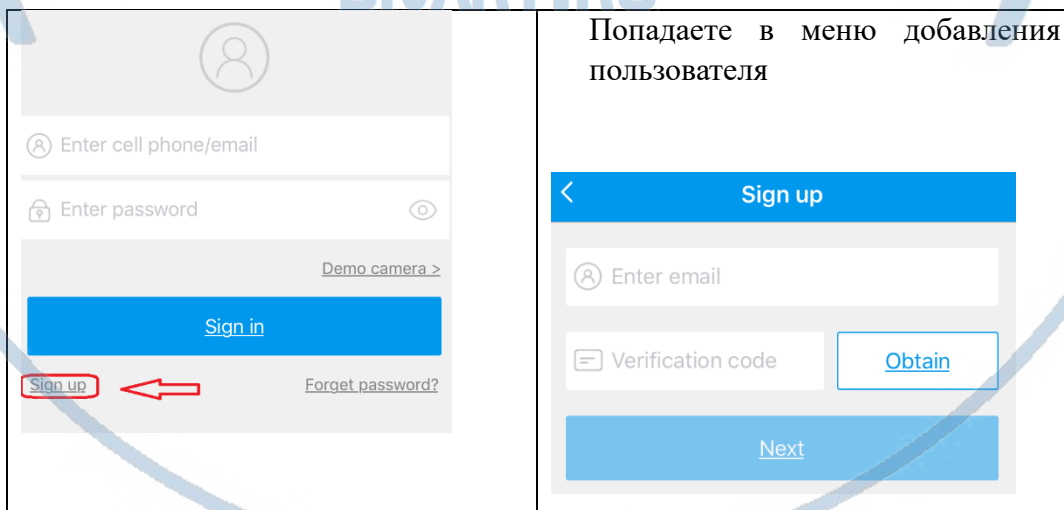 Enter cell phone/email
Enter password
Demo camera >
Sign in
Sign up
Forget password?
Попадаете в меню добавления
пользователя
Sign up
Enter email
Verification code
Obtain
Next